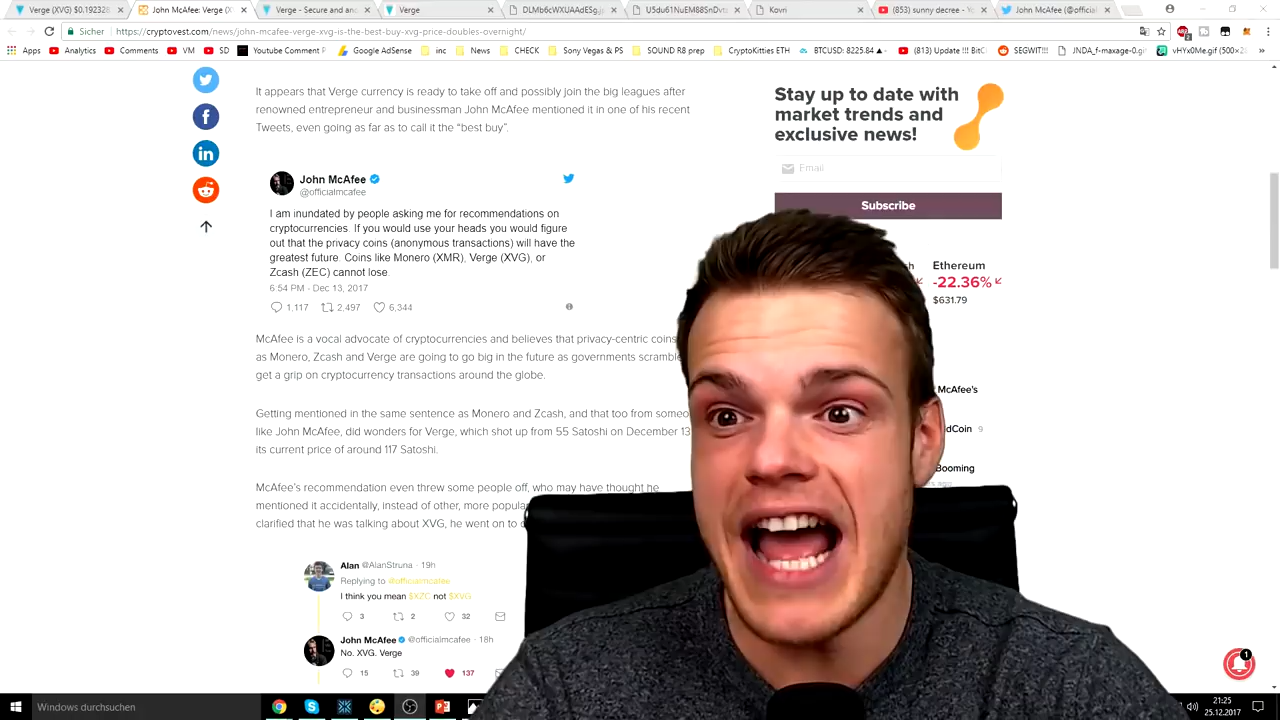 Verge (XVG) $0.192328
John McAfee: Verge (X
Verge - Secure and an
Verge
DLMb6cWXUAAdESg.j
U5du61NuEM88SnDvt
Kovri
(853) sunny decree - Yo
John McAfee (@offici
Sicher https://cryptovest.com/news/john-mcafee-verge-xvg-is-the-best-buy-xvg-price-doubles-overnight/
Apps Analytics Comments VM SD Youtube Comment P Google AdSense inc News CHECK Sony Vegas & PS SOUND R8 prep CryptoKitties ETH BTCUSD: 8225.84 (813) Update !!! BitC SEGWIT!!! JNDA_f-maxage-0.gi vHYx0Me.gif (500×2
It appears that Verge currency is ready to take off and possibly join the big leagues after
renowned entrepreneur and businessman John McAfee mentioned it in one of his recent
Tweets, even going as far as to call it the “best buy”.
John McAfee
@officialmcafee
I am inundated by people asking me for recommendations on
cryptocurrencies. If you would use your heads you would figure
out that the privacy coins (anonymous transactions) will have the
greatest future. Coins like Monero (XMR), Verge (XVG), or
Zcash (ZEC) cannot lose.
6:54 PM - Dec 13, 2017
1,117 2,497 6,344
McAfee is a vocal advocate of cryptocurrencies and believes that privacy-centric coins
as Monero, Zcash and Verge are going to go big in the future as governments scramble
get a grip on cryptocurrency transactions around the globe.
Getting mentioned in the same sentence as Monero and Zcash, and that too from someo
like John McAfee, did wonders for Verge, which shot up from 55 Satoshi on December 13
its current price of around 117 Satoshi.
McAfee’s recommendation even threw some people off, who may have thought he
mentioned it accidentally, instead of other, more popu
clarified that he was talking about XVG, he went on to
Alan @AlanStruna · 19h
Replying to @officialmcafee
I think you mean $XZC not $XVG
3 2 32
John McAfee @officialmcafee · 18h
No. XVG. Verge
15 39 137
Stay up to date with
market trends and
exclusive news!
Email
Subscribe
Ethereum
-22.36%
$631.79
McAfee's
dCoin 9
Booming
1
Windows durchsuchen
21:25
25.12.2017